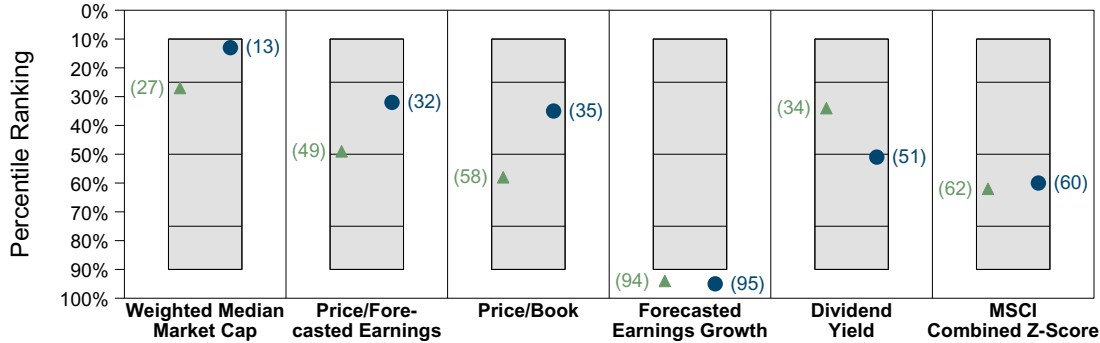 Percentile Ranking
0%
10%
20%
30%
40%
50%
60%
70%
80%
90%
100%
(13)
(27)
(32)
(49)
(35)
(58)
(94)
(95)
(34)
(51)
(62)
(60)
Weighted Median
Market Cap
Price/Fore-
casted Earnings
Price/Book
Forecasted
Earnings Growth
Dividend
Yield
MSCI
Combined Z-Score